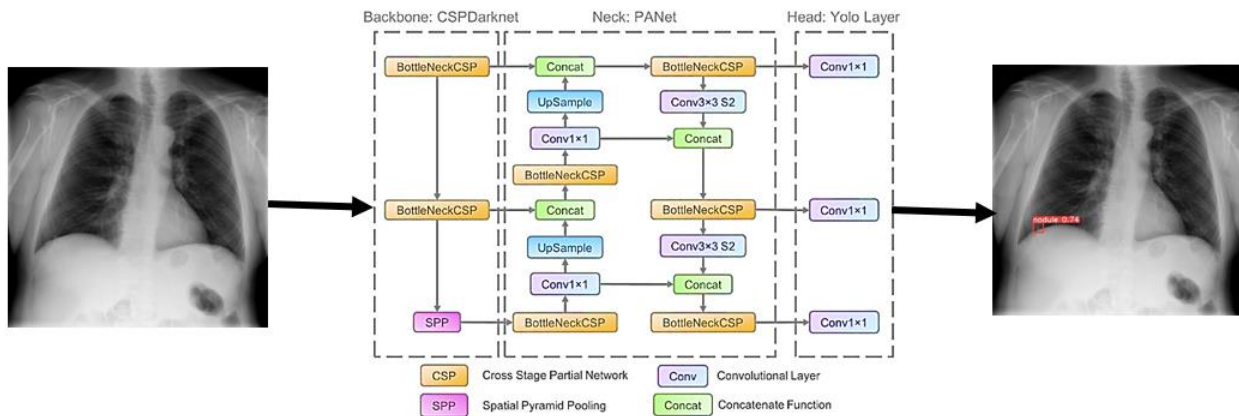 Backbone: CSPDarknet
Neck: PANet
Head: Yolo Layer
BottleNeckCSP
Concat
BottleNeckCSP
Conv1×1
UpSample
Conv3×3 S2
Conv1×1
Concat
BottleNeckCSP
BottleNeckCSP
Concat
BottleNeckCSP
Conv1×1
UpSample
Conv3×3 S2
Conv1×1
Concat
SPP
BottleNeckCSP
BottleNeckCSP
Conv1×1
nodule 0.74
CSP
Cross Stage Partial Network
Conv
Convolutional Layer
SPP
Spatial Pyramid Pooling
Concat
Concatenate Function